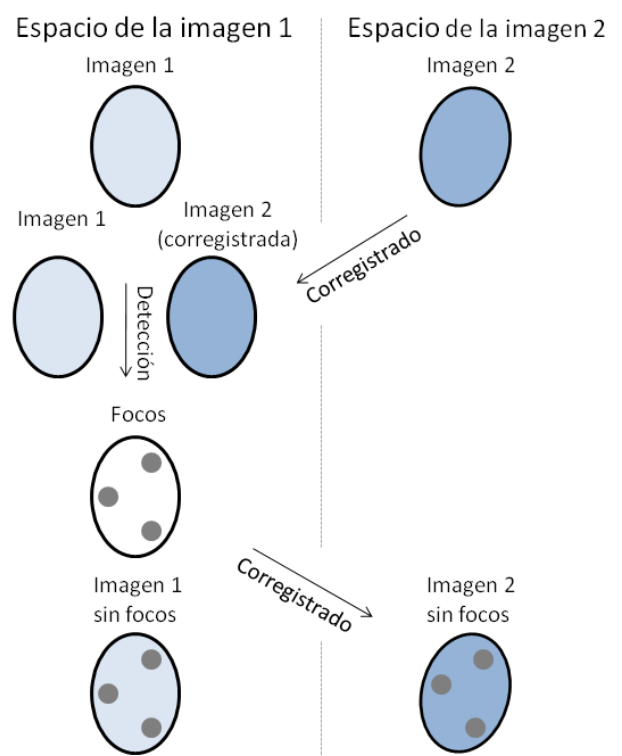 Espacio de la imagen 1
Espacio de la imagen 2
Imagen 1
Imagen 2
Imagen 1
Imagen 2
(corregistrada)
Corregistrado
Detección
Focos
Corregistrado
Imagen 1
sin focos
Imagen 2
sin focos